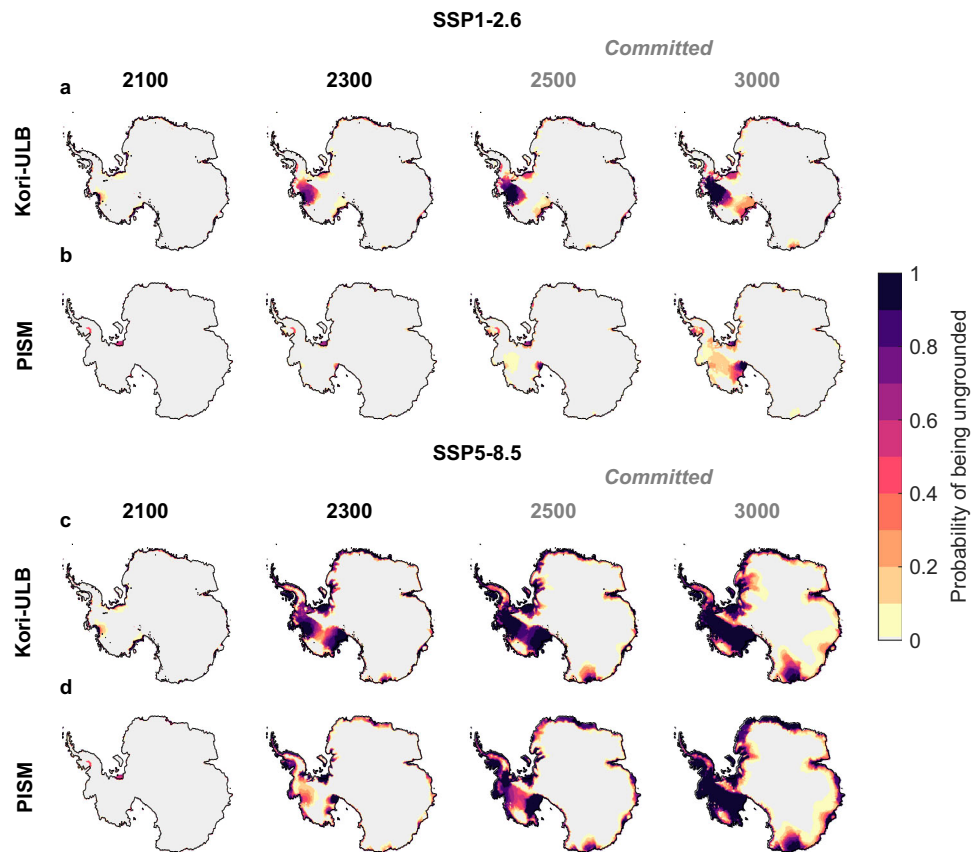 SSP1-2.6
Committed
2100 2300 2500 3000
a
Kori-ULB
b
PISM
SSP5-8.5
Committed
2100 2300 2500 3000
c
Kori-ULB
d
PISM
1
0.8
0.6
0.4
0.2
0
Probability of being ungrounded